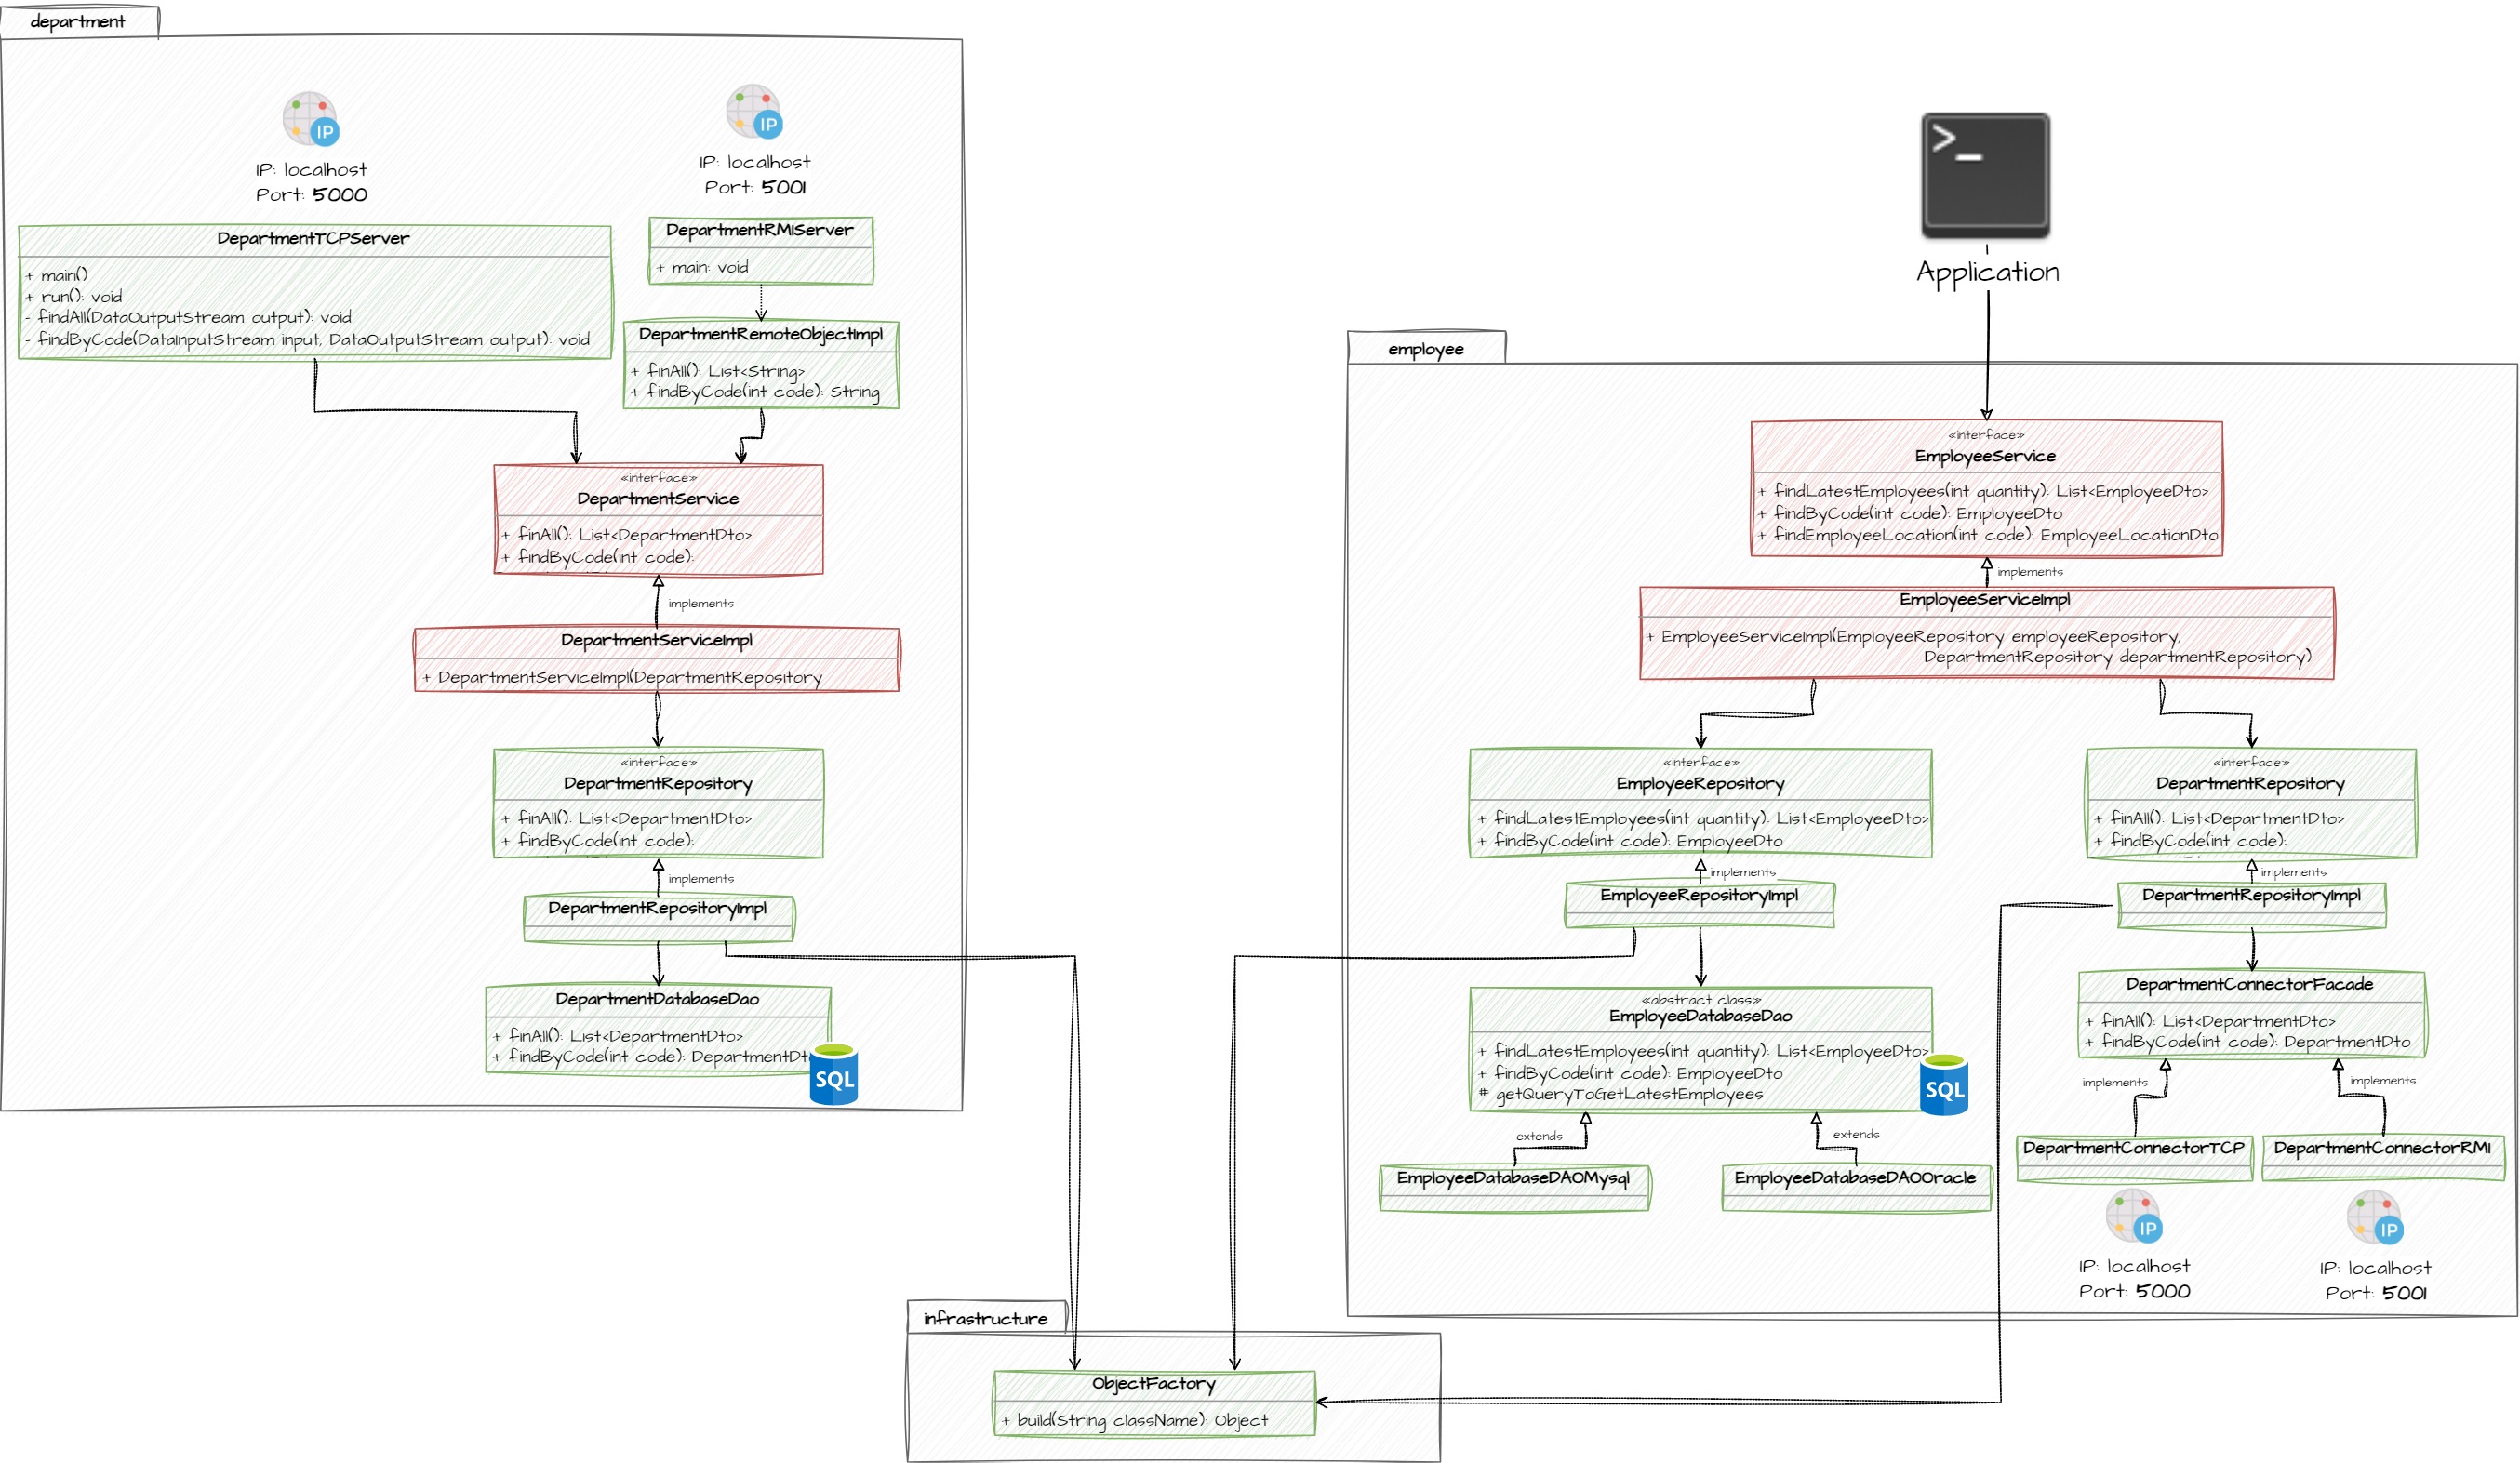 department
IP
IP: localhost
Port: 5000
IP
IP: localhost
Port: 5001
DepartmentTCPServer
+ main()
+ run(): void
- findAll(DataOutputStream output): void
- findByCode(DataInputStream input, DataOutputStream output): void
DepartmentRMIServer
+ main: void
DepartmentRemoteObjectImpl
+ finAll(): List<String>
+ findByCode(int code): String
«interface»
DepartmentService
+ finAll(): List<DepartmentDto>
+ findByCode(int code):
implements
DepartmentServiceImpl
+ DepartmentServiceImpl(DepartmentRepository
«interface»
DepartmentRepository
+ finAll(): List<DepartmentDto>
+ findByCode(int code):
implements
DepartmentRepositoryImpl
DepartmentDatabaseDao
+ finAll(): List<DepartmentDto>
+ findByCode(int code): DepartmentDt
SQL
>_
Application
employee
«interface»
EmployeeService
+ findLatestEmployees(int quantity): List<EmployeeDto>
+ findByCode(int code): EmployeeDto
+ findEmployeeLocation(int code): EmployeeLocationDto
implements
EmployeeServiceImpl
+ EmployeeServiceImpl(EmployeeRepository employeeRepository,
DepartmentRepository departmentRepository)
«interface»
EmployeeRepository
+ findLatestEmployees(int quantity): List<EmployeeDto>
+ findByCode(int code): EmployeeDto
implements
EmployeeRepositoryImpl
«abstract class»
EmployeeDatabaseDao
+ findLatestEmployees(int quantity): List<EmployeeDto>
+ findByCode(int code): EmployeeDto
# getQueryToGetLatestEmployees
SQL
extends
extends
EmployeeDatabaseDAOMysql
EmployeeDatabaseDAOOracle
«interface»
DepartmentRepository
+ finAll(): List<DepartmentDto>
+ findByCode(int code):
implements
DepartmentRepositoryImpl
DepartmentConnectorFacade
+ finAll(): List<DepartmentDto>
+ findByCode(int code): DepartmentDto
implements
implements
DepartmentConnectorTCP
DepartmentConnectorRMI
IP
IP: localhost
Port: 5000
IP
IP: localhost
Port: 5001
infrastructure
ObjectFactory
+ build(String className): Object